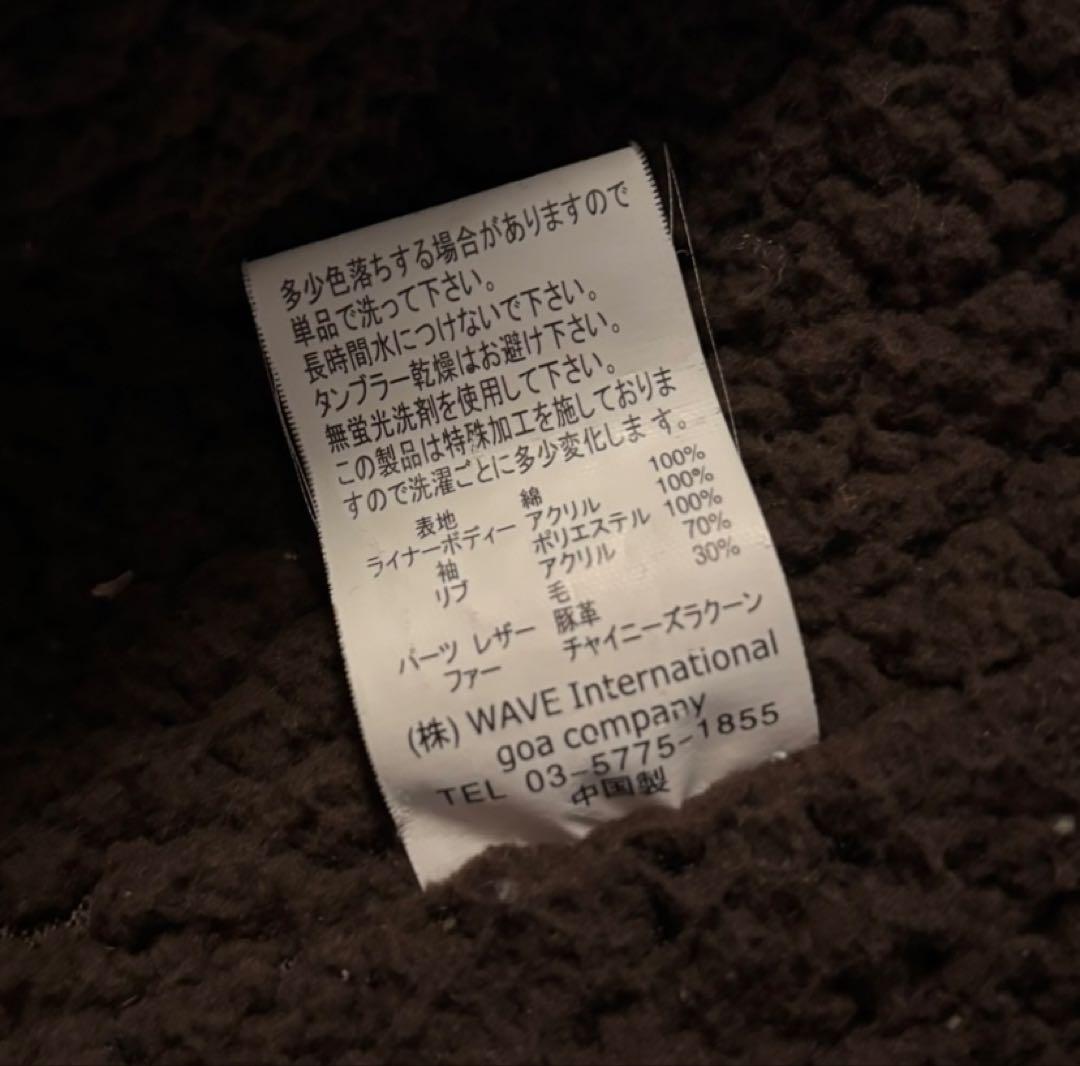 多少色落ちする場合がありますので
単品で洗って下さい。
長時間水につけないで下さい。
タンブラー乾燥はお避け下さい。
無蛍光洗剤を使用して下さい。
この製品は特殊加工を施しておりま
すので洗濯ごとに多少変化します。
表地 綿 100%
ライナーボディー アクリル 100%
袖 ポリエステル 100%
リブ アクリル 70%
毛 30%
パーツ レザー 豚革
ファー チャイニーズラクーン
(株) WAVE International
goa company
TEL 03-5775-1855
中国製